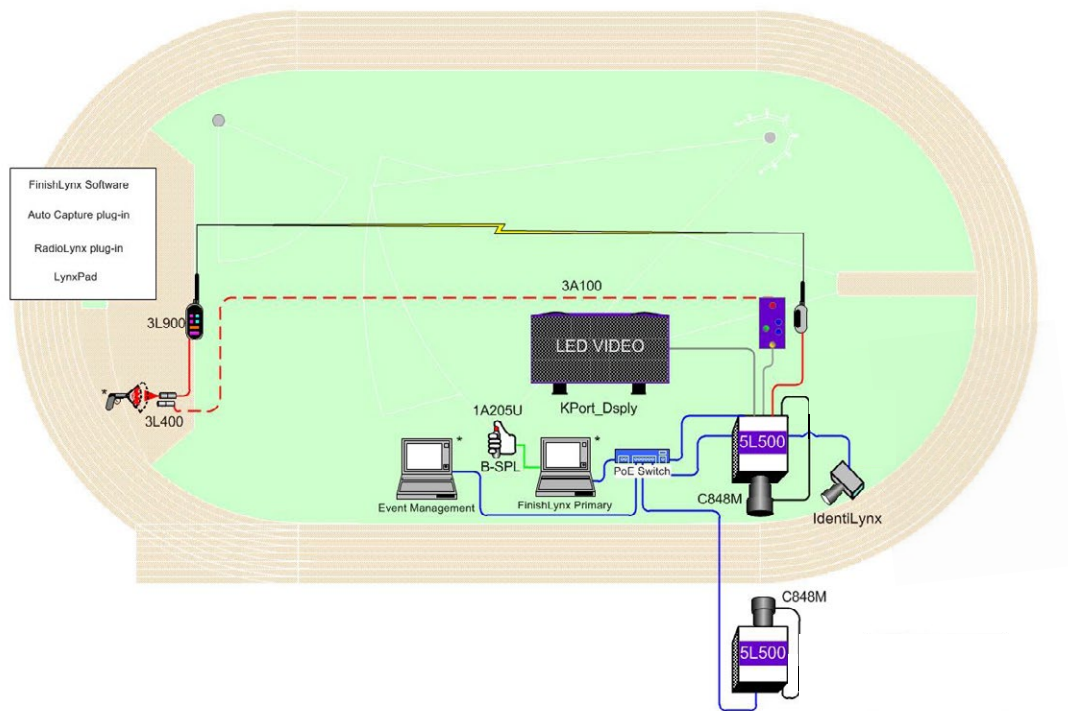 FinishLynx Software
Auto Capture plug-in
RadioLynx plug-in
LynxPad
3L900
3A100
LED VIDEO
KPort_Dsply
*
3L400
1A205U
B-SPL
*
Event Management
*
FinishLynx Primary
PoE Switch
5L500
C848M
IdentiLynx
C848M
5L500